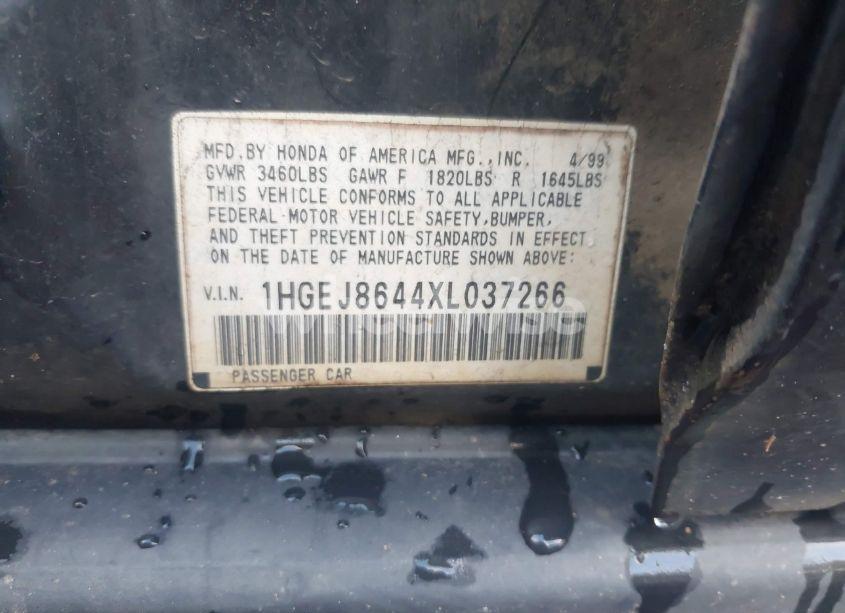 MFD.BY HONDA OF AMERICA MFG.,INC. 4/99
GVWR 3460LBS GAWR F 1820LBS R 1645LBS
THIS VEHICLE CONFORMS TO ALL APPLICABLE
FEDERAL MOTOR VEHICLE SAFETY,BUMPER,
AND THEFT PREVENTION STANDARDS IN EFFECT
ON THE DATE OF MANUFACTURE SHOWN ABOVE:
V.I.N. 1HGEJ8644XL037266
PASSENGER CAR